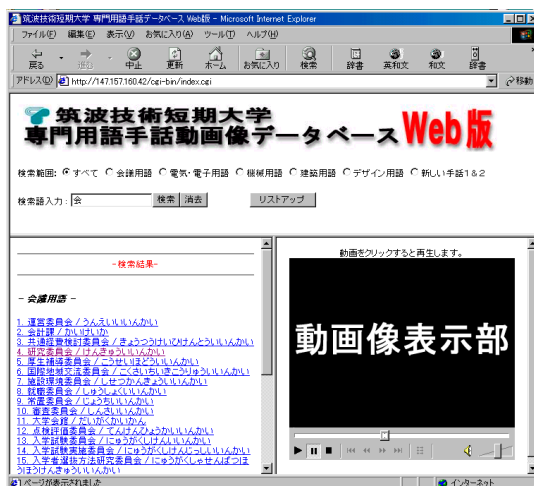 筑波技術短期大学 専門用語手話データベース Web版 - Microsoft Internet Explorer
ファイル(F) 編集(E) 表示(V) お気に入り(A) ツール(T) ヘルプ(H)
戻る 進む 中止 更新 ホーム お気に入り 検索 辞書 英和文 和文 辞書
アドレス(D) http://147.157.160.42/cgi-bin/index.cgi 移動
筑波技術短期大学
専門用語手話動画像データベースWeb版
検索範囲: すべて 会議用語 電気・電子用語 機械用語 建築用語 デザイン用語 新しい手話1&2
検索語入力: 会 検索 消去 リストアップ
-検索結果-
- 会議用語 -
1. 運営委員会/うんえいいいんかい
2. 会計課/かいけいか
3. 共通経費検討委員会/きょうつうけいひけんとういいんかい
4. 研究委員会/けんきゅういいんかい
5. 厚生補導委員会/こうせいほどういいんかい
6. 国際地域交流委員会/こくさいちいきこうりゅういいんかい
7. 施設環境委員会/しせつかんきょういいんかい
8. 就職委員会/しゅうしょくいいんかい
9. 常置委員会/じょうちいいんかい
10. 審査委員会/しんさいいんかい
11. 大学会館/だいがくかいかん
12. 点検評価委員会/てんけんひょうかいいんかい
13. 入学試験委員会/にゅうがくしけんいいんかい
14. 入学試験実施委員会/にゅうがくしけんじっしいいんかい
15. 入学者選抜方法研究委員会/にゅうがくしゃせんばつほ
うほうけんきゅういいんかい
動画をクリックすると再生します。
動画像表示部
ページが表示されました インターネット